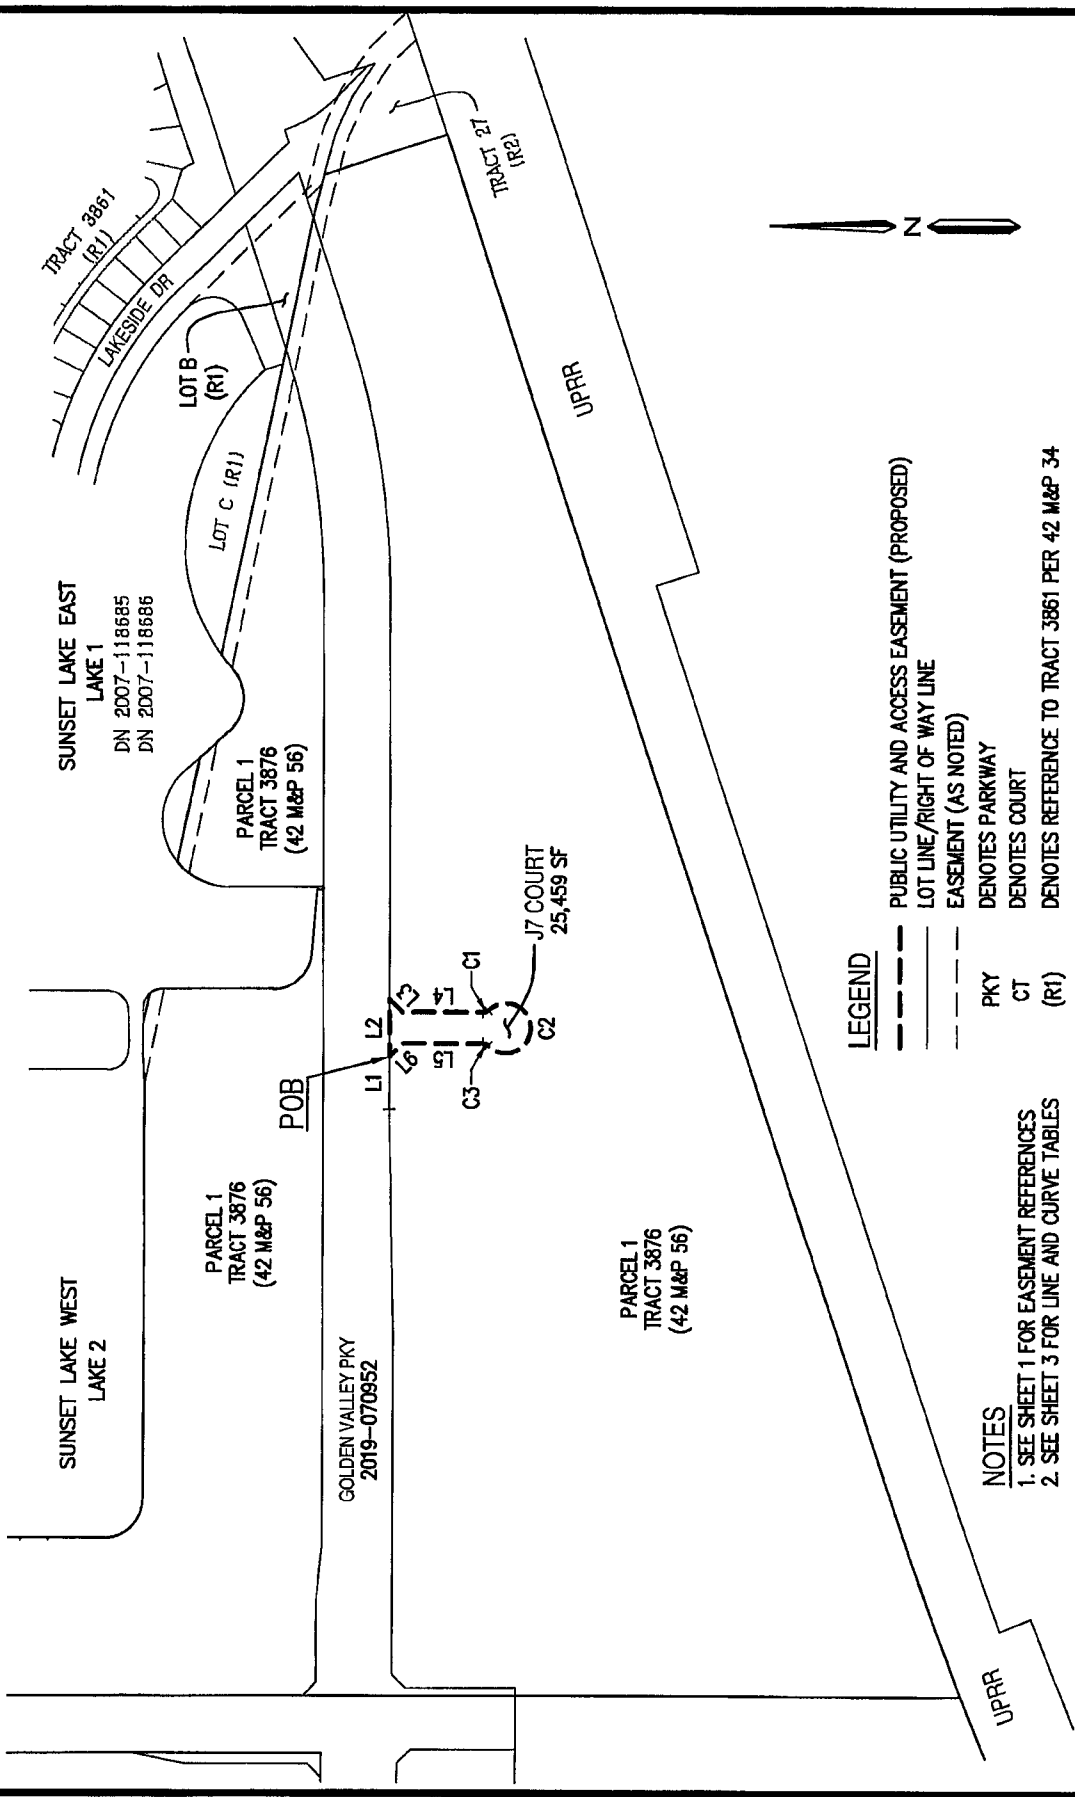 TRACT 3861
(R1)
LAKESIDE DR
SUNSET LAKE EAST
LAKE 1
DN 2007-118685
DN 2007-118686
LOT B
(R1)
LOT C (R1)
TRACT 27
(R2)
SUNSET LAKE WEST
LAKE 2
PARCEL 1
TRACT 3876
(42 M&P 56)
PARCEL 1
TRACT 3876
(42 M&P 56)
GOLDEN VALLEY PKY
2019-070952
POB
L1
L2
L3
L6
L4
L5
C1
C3
C2
J7 COURT
25,459 SF
UPRR
PARCEL 1
TRACT 3876
(42 M&P 56)
N
UPRR
NOTES
1. SEE SHEET 1 FOR EASEMENT REFERENCES
2. SEE SHEET 3 FOR LINE AND CURVE TABLES
LEGEND
PUBLIC UTILITY AND ACCESS EASEMENT (PROPOSED)
LOT LINE/RIGHT OF WAY LINE
EASEMENT (AS NOTED)
PKY DENOTES PARKWAY
CT DENOTES COURT
(R1) DENOTES REFERENCE TO TRACT 3861 PER 42 M&P 34